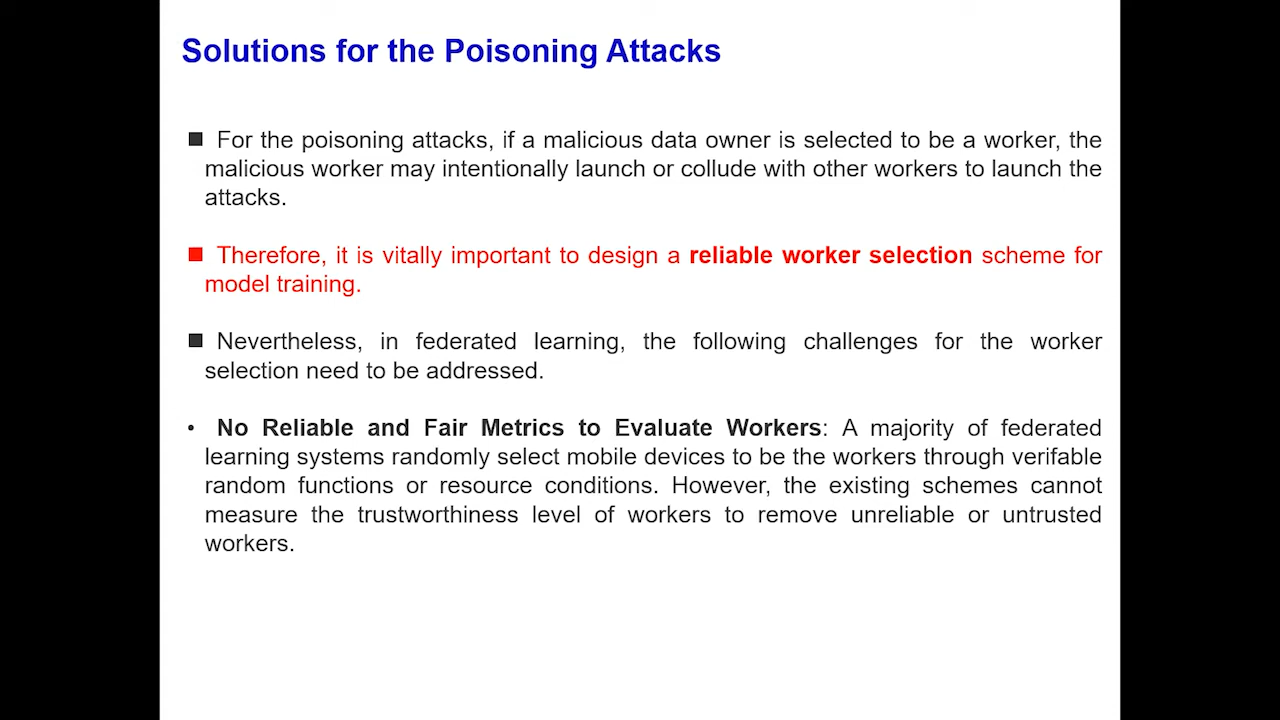 Solutions for the Poisoning Attacks
■ For the poisoning attacks, if a malicious data owner is selected to be a worker, the
malicious worker may intentionally launch or collude with other workers to launch the
attacks.
■ Therefore, it is vitally important to design a reliable worker selection scheme for
model training.
■ Nevertheless, in federated learning, the following challenges for the worker
selection need to be addressed.
• No Reliable and Fair Metrics to Evaluate Workers: A majority of federated
learning systems randomly select mobile devices to be the workers through verifable
random functions or resource conditions. However, the existing schemes cannot
measure the trustworthiness level of workers to remove unreliable or untrusted
workers.